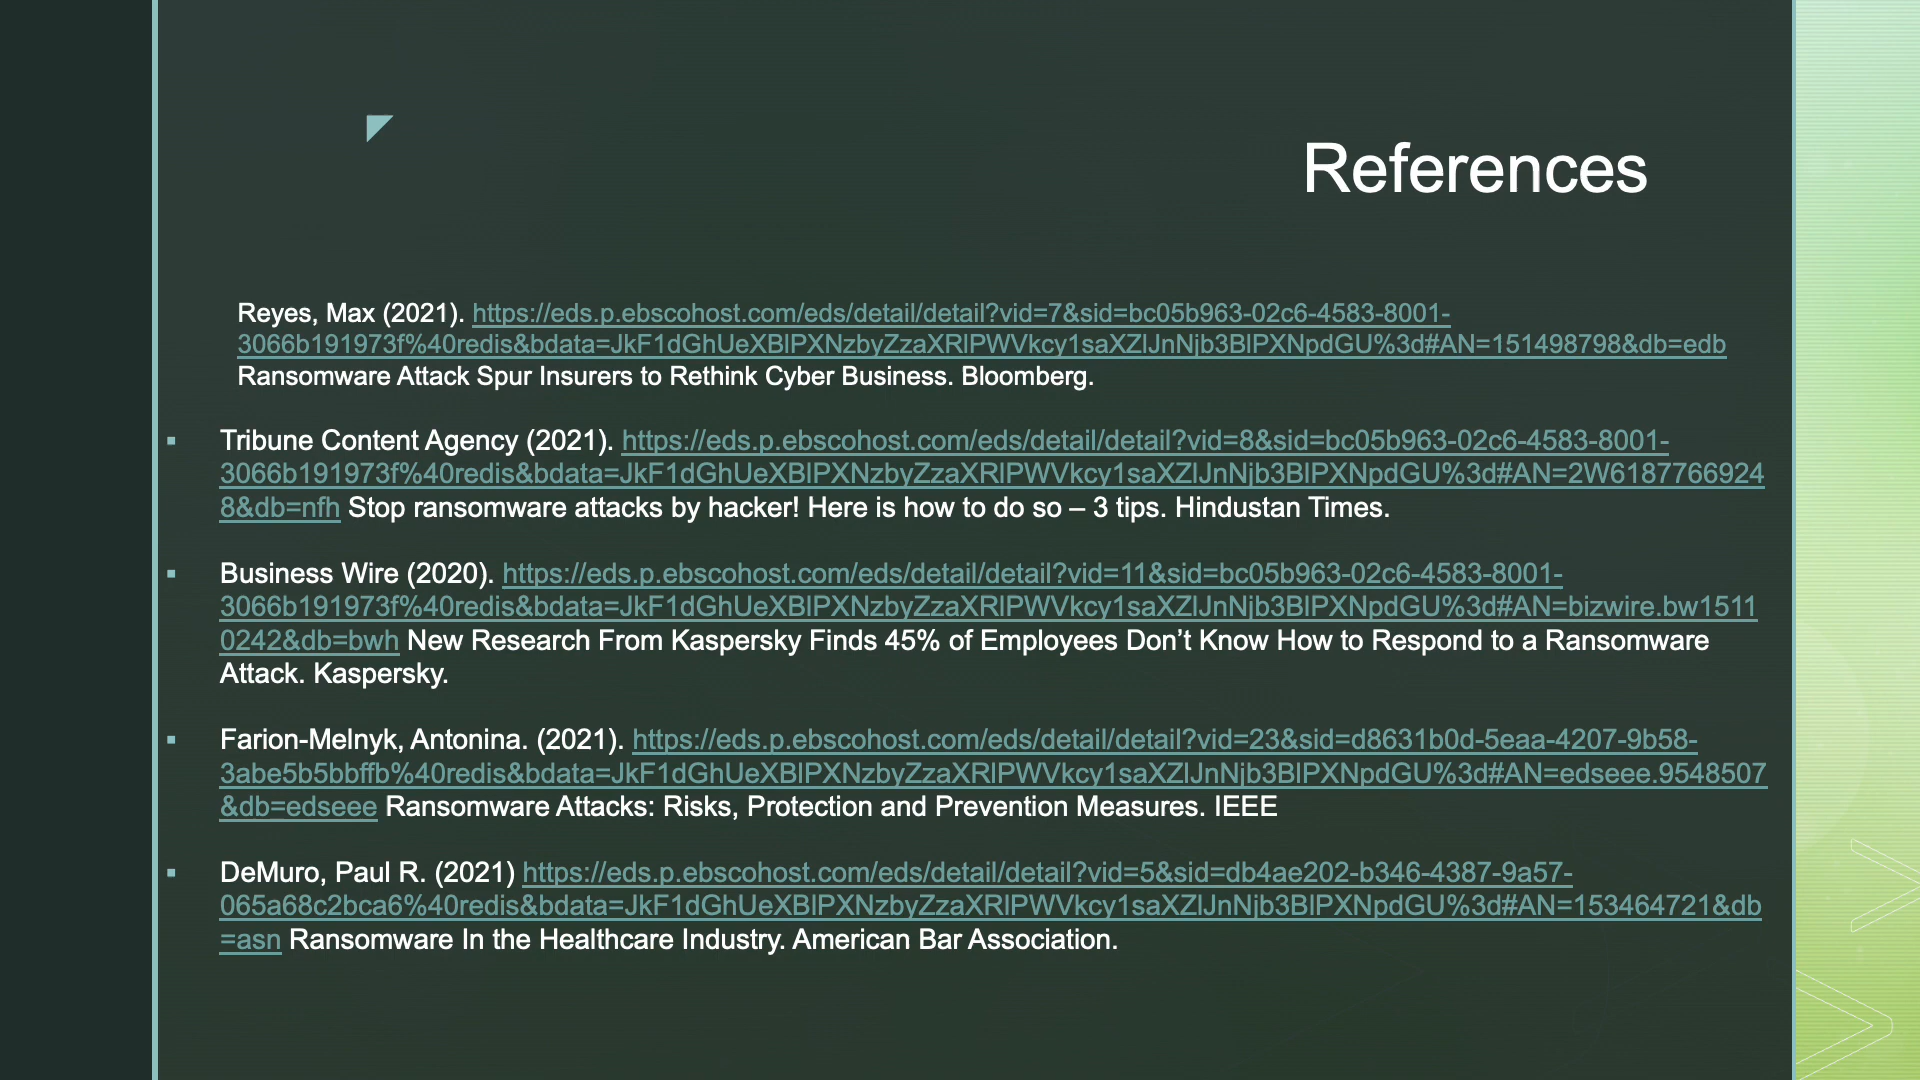 References
Reyes, Max (2021). https://eds.p.ebscohost.com/eds/detail/detail?vid=7&sid=bc05b963-02c6-4583-8001-
3066b191973f%40redis&bdata=JkF1dGhUeXBlPXNzbyZzaXRlPWVkcy1saXZlJnNjb3BlPXNpdGU%3d#AN=151498798&db=edb
Ransomware Attack Spur Insurers to Rethink Cyber Business. Bloomberg.
▪ Tribune Content Agency (2021). https://eds.p.ebscohost.com/eds/detail/detail?vid=8&sid=bc05b963-02c6-4583-8001-
3066b191973f%40redis&bdata=JkF1dGhUeXBlPXNzbyZzaXRlPWVkcy1saXZlJnNjb3BlPXNpdGU%3d#AN=2W6187766924
8&db=nfh Stop ransomware attacks by hacker! Here is how to do so – 3 tips. Hindustan Times.
▪ Business Wire (2020). https://eds.p.ebscohost.com/eds/detail/detail?vid=11&sid=bc05b963-02c6-4583-8001-
3066b191973f%40redis&bdata=JkF1dGhUeXBlPXNzbyZzaXRlPWVkcy1saXZlJnNjb3BlPXNpdGU%3d#AN=bizwire.bw1511
0242&db=bwh New Research From Kaspersky Finds 45% of Employees Don’t Know How to Respond to a Ransomware
Attack. Kaspersky.
▪ Farion-Melnyk, Antonina. (2021). https://eds.p.ebscohost.com/eds/detail/detail?vid=23&sid=d8631b0d-5eaa-4207-9b58-
3abe5b5bbffb%40redis&bdata=JkF1dGhUeXBlPXNzbyZzaXRlPWVkcy1saXZlJnNjb3BlPXNpdGU%3d#AN=edseee.9548507
&db=edseee Ransomware Attacks: Risks, Protection and Prevention Measures. IEEE
▪ DeMuro, Paul R. (2021) https://eds.p.ebscohost.com/eds/detail/detail?vid=5&sid=db4ae202-b346-4387-9a57-
065a68c2bca6%40redis&bdata=JkF1dGhUeXBlPXNzbyZzaXRlPWVkcy1saXZlJnNjb3BlPXNpdGU%3d#AN=153464721&db
=asn Ransomware In the Healthcare Industry. American Bar Association.